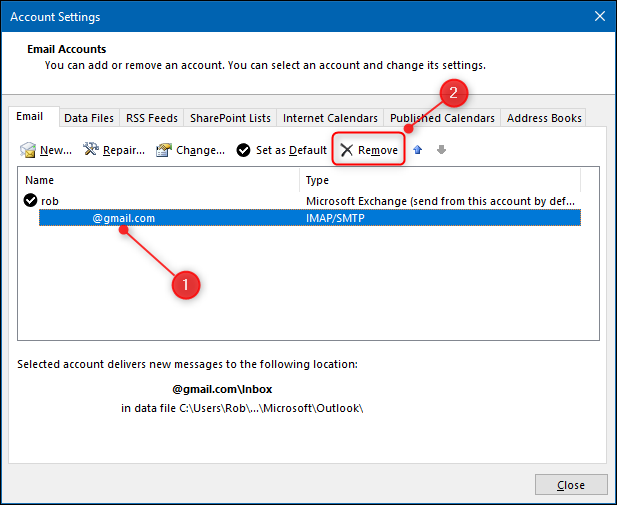 Account Settings
Email Accounts
You can add or remove an account. You can select an account and change its settings.
2
Email Data Files RSS Feeds SharePoint Lists Internet Calendars Published Calendars Address Books
New... Repair... Change... Set as Default Remove
Name Type
rob Microsoft Exchange (send from this account by def...
@gmail.com IMAP/SMTP
1
Selected account delivers new messages to the following location:
@gmail.com\Inbox
in data file C:\Users\Rob\...\Microsoft\Outlook\
Close